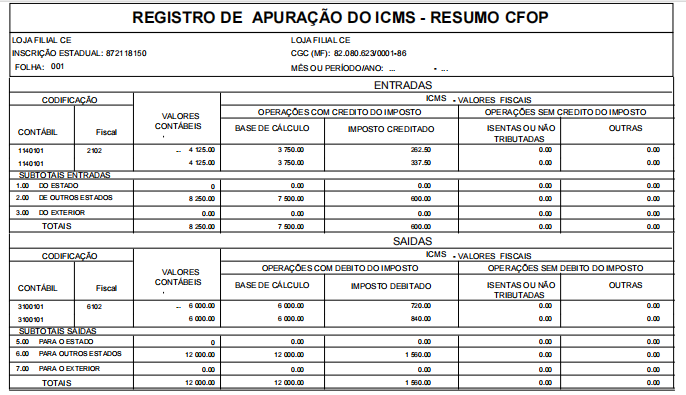 REGISTRO DE APURAÇÃO DO ICMS - RESUMO CFOP
LOJA FILIAL CE LOJA FILIAL CE
INSCRIÇÃO ESTADUAL: 872118150 CGC (MF): 82.080.623/0001-86
FOLHA: 001 MÊS OU PERÍODO/ANO: ... - ...
ENTRADAS
CODIFICAÇÃO VALORES CONTÁBEIS ICMS - VALORES FISCAIS
OPERAÇÕES COM CREDITO DO IMPOSTO OPERAÇÕES SEM CREDITO DO IMPOSTO
CONTÁBIL Fiscal BASE DE CÁLCULO IMPOSTO CREDITADO ISENTAS OU NÃO TRIBUTADAS OUTRAS
1140101 2102 ... 4 125.00 3 750.00 262.50 0.00 0.00
1140101 4 125.00 3 750.00 337.50 0.00 0.00
SUBTOTAIS ENTRADAS
1.00 DO ESTADO 0 0.00 0.00 0.00 0.00
2.00 DE OUTROS ESTADOS 8 250.00 7 500.00 600.00 0.00 0.00
3.00 DO EXTERIOR 0.00 0.00 0.00 0.00 0.00
TOTAIS 8 250.00 7 500.00 600.00 0.00 0.00
SAIDAS
CODIFICAÇÃO VALORES CONTÁBEIS ICMS - VALORES FISCAIS
OPERAÇÕES COM DEBITO DO IMPOSTO OPERAÇÕES SEM DEBITO DO IMPOSTO
CONTÁBIL Fiscal BASE DE CÁLCULO IMPOSTO DEBITADO ISENTAS OU NÃO TRIBUTADAS OUTRAS
3100101 6102 ... 6 000.00 6 000.00 720.00 0.00 0.00
3100101 6 000.00 6 000.00 840.00 0.00 0.00
SUBTOTAIS SAÍDAS
5.00 PARA O ESTADO 0 0.00 0.00 0.00 0.00
6.00 PARA OUTROS ESTADOS 12 000.00 12 000.00 1 560.00 0.00 0.00
7.00 PARA O EXTERIOR 0.00 0.00 0.00 0.00 0.00
TOTAIS 12 000.00 12 000.00 1 560.00 0.00 0.00